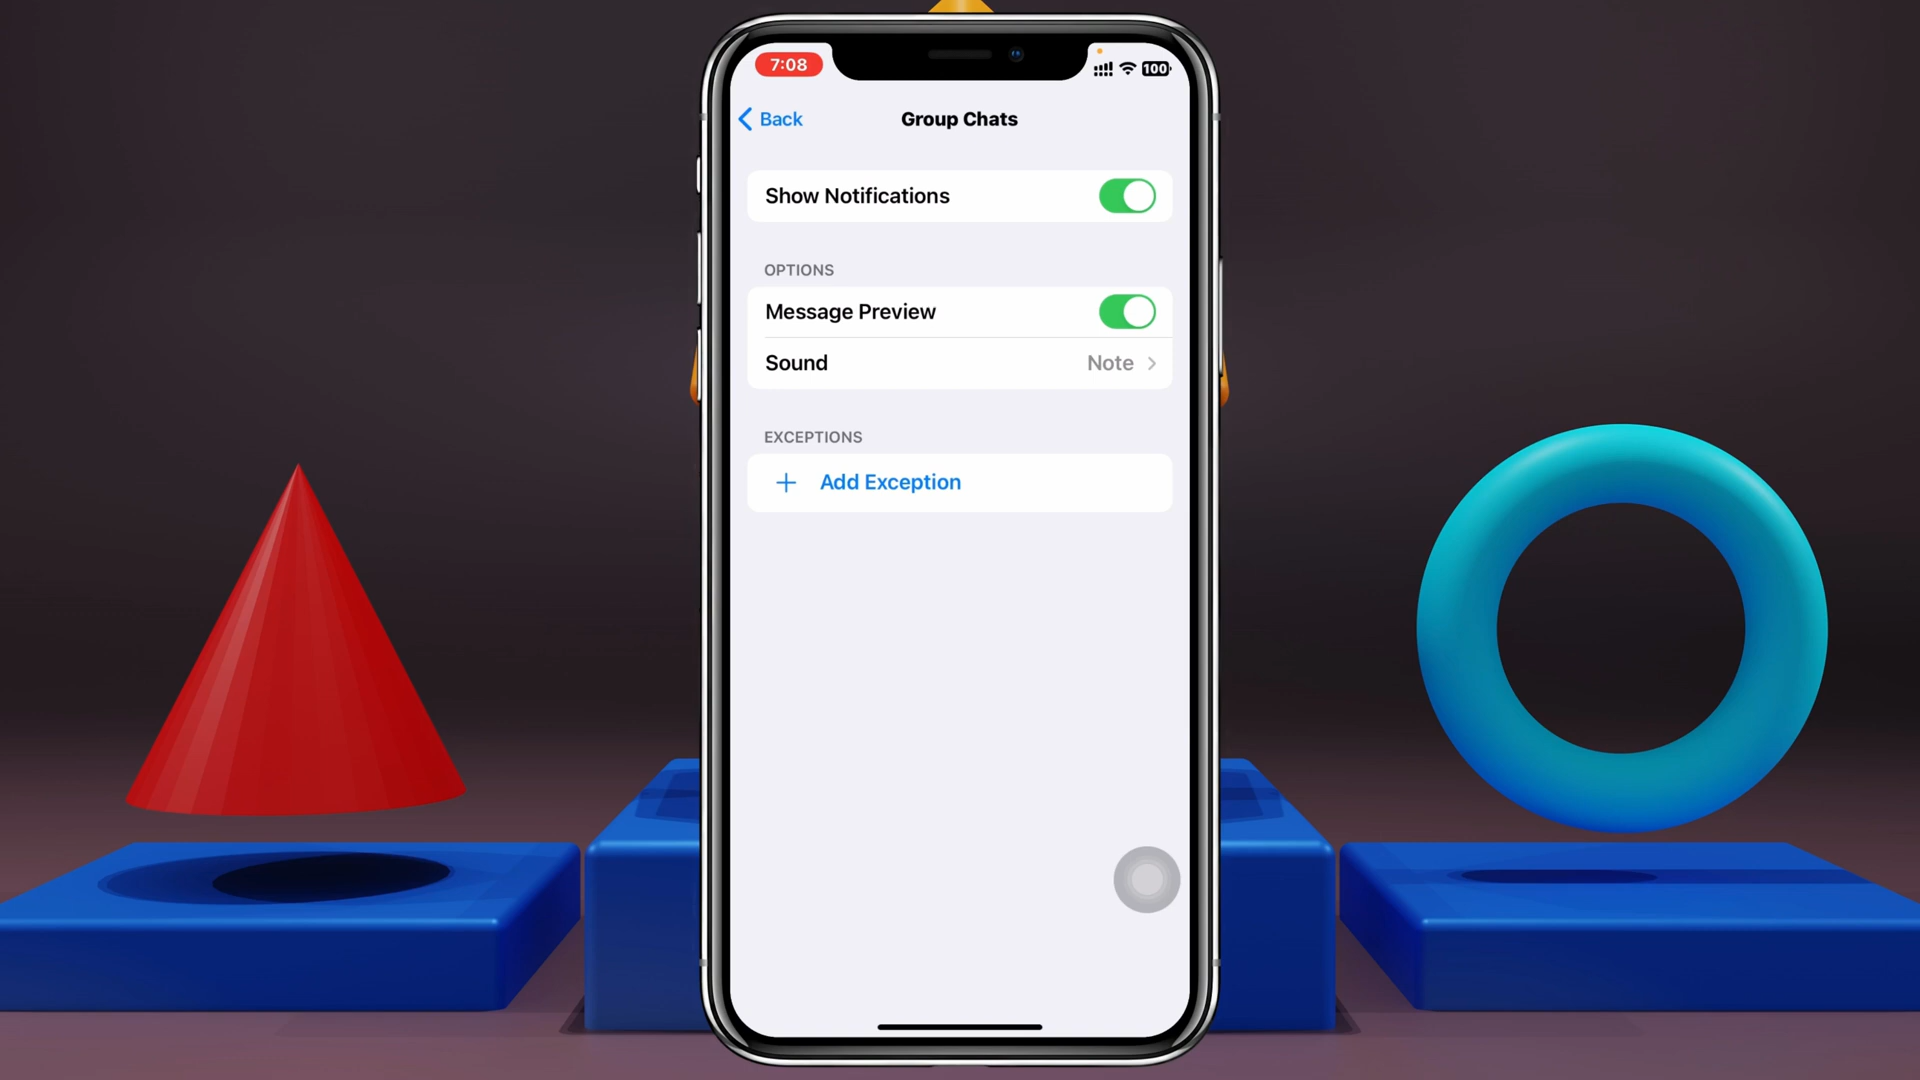 7:08
100
Back
Group Chats
Show Notifications
OPTIONS
Message Preview
Sound
Note
EXCEPTIONS
+ Add Exception